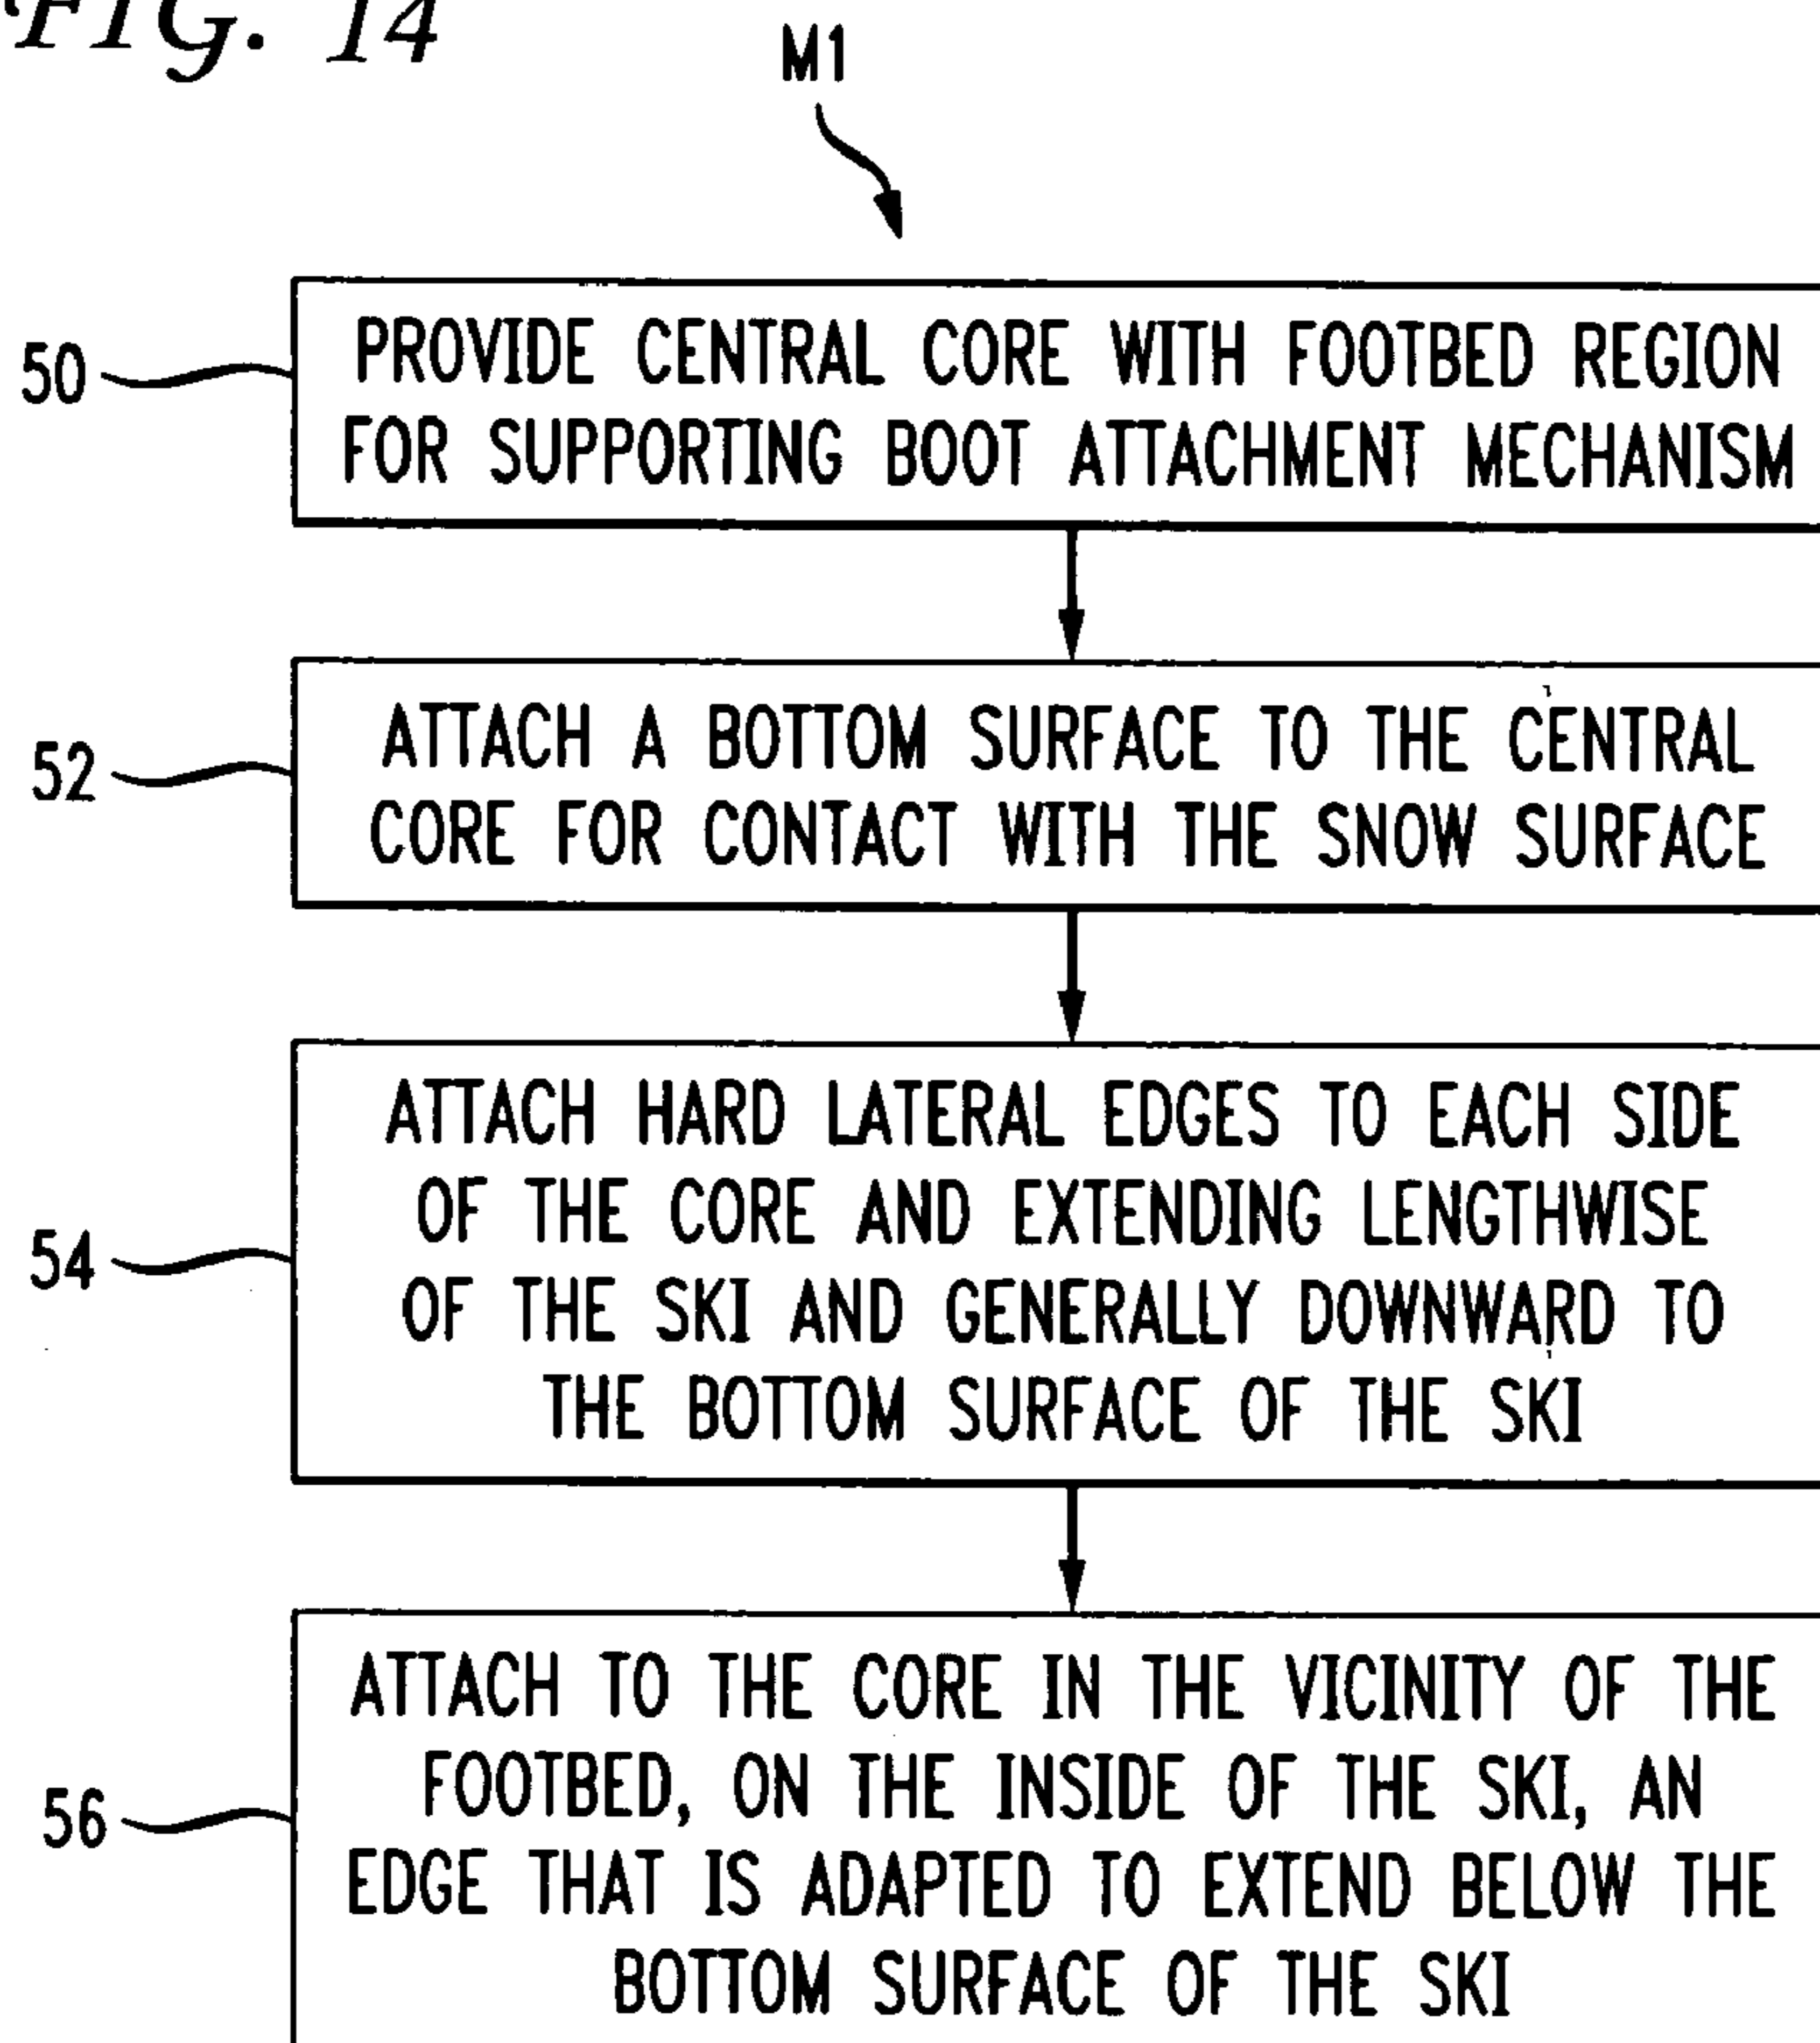 FIG. 14
M1
50
PROVIDE CENTRAL CORE WITH FOOTBED REGION
FOR SUPPORTING BOOT ATTACHMENT MECHANISM
52
ATTACH A BOTTOM SURFACE TO THE CENTRAL
CORE FOR CONTACT WITH THE SNOW SURFACE
54
ATTACH HARD LATERAL EDGES TO EACH SIDE
OF THE CORE AND EXTENDING LENGTHWISE
OF THE SKI AND GENERALLY DOWNWARD TO
THE BOTTOM SURFACE OF THE SKI
56
ATTACH TO THE CORE IN THE VICINITY OF THE
FOOTBED, ON THE INSIDE OF THE SKI, AN
EDGE THAT IS ADAPTED TO EXTEND BELOW THE
BOTTOM SURFACE OF THE SKI